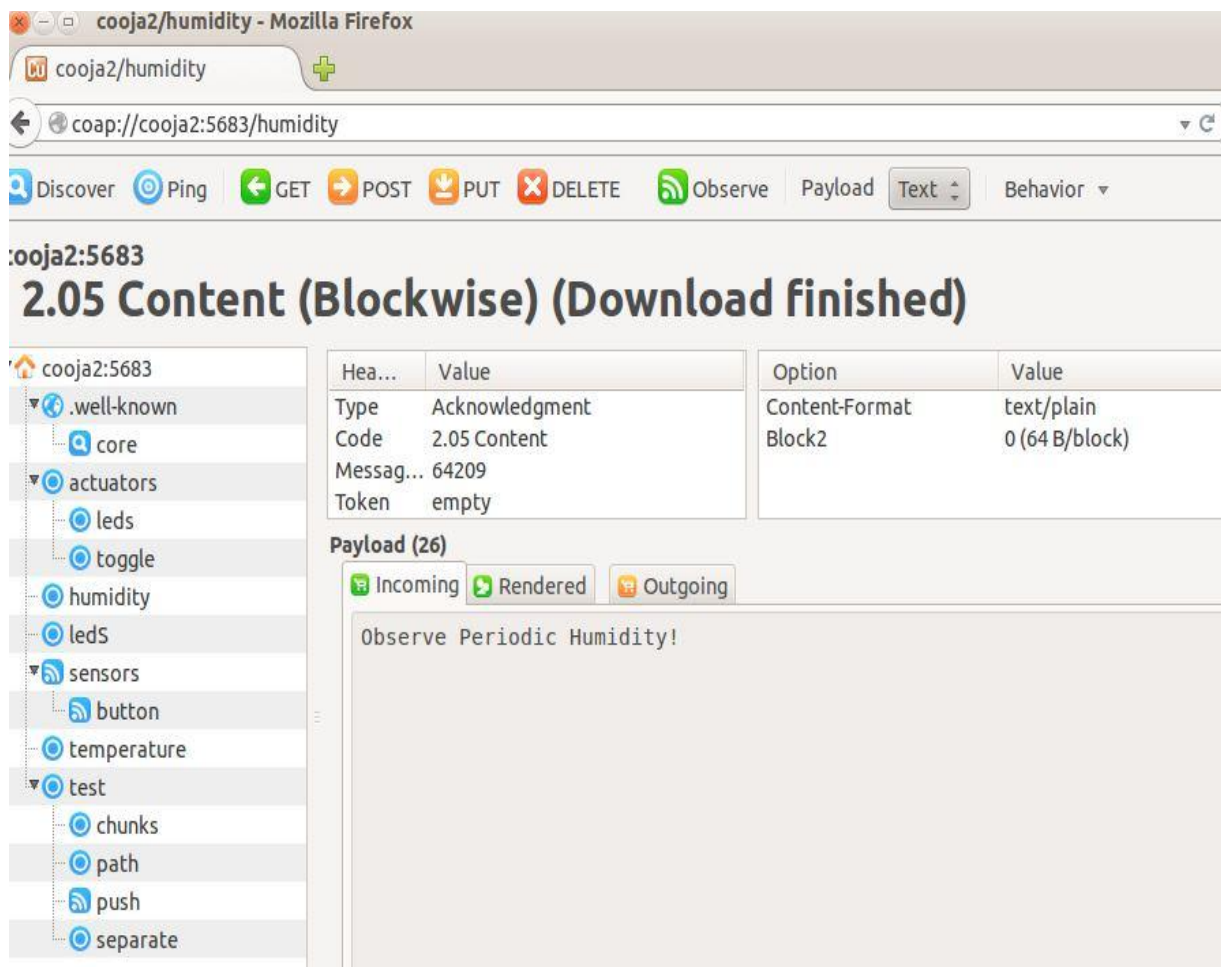 cooja2/humidity - Mozilla Firefox
cooja2/humidity
coap://cooja2:5683/humidity
Discover Ping GET POST PUT DELETE Observe Payload Text Behavior
cooja2:5683
2.05 Content (Blockwise) (Download finished)
cooja2:5683
.well-known
core
actuators
leds
toggle
humidity
ledS
sensors
button
temperature
test
chunks
path
push
separate
Hea... Value
Type Acknowledgment
Code 2.05 Content
Messag... 64209
Token empty
Option Value
Content-Format text/plain
Block2 0 (64 B/block)
Payload (26)
Incoming Rendered Outgoing
Observe Periodic Humidity!